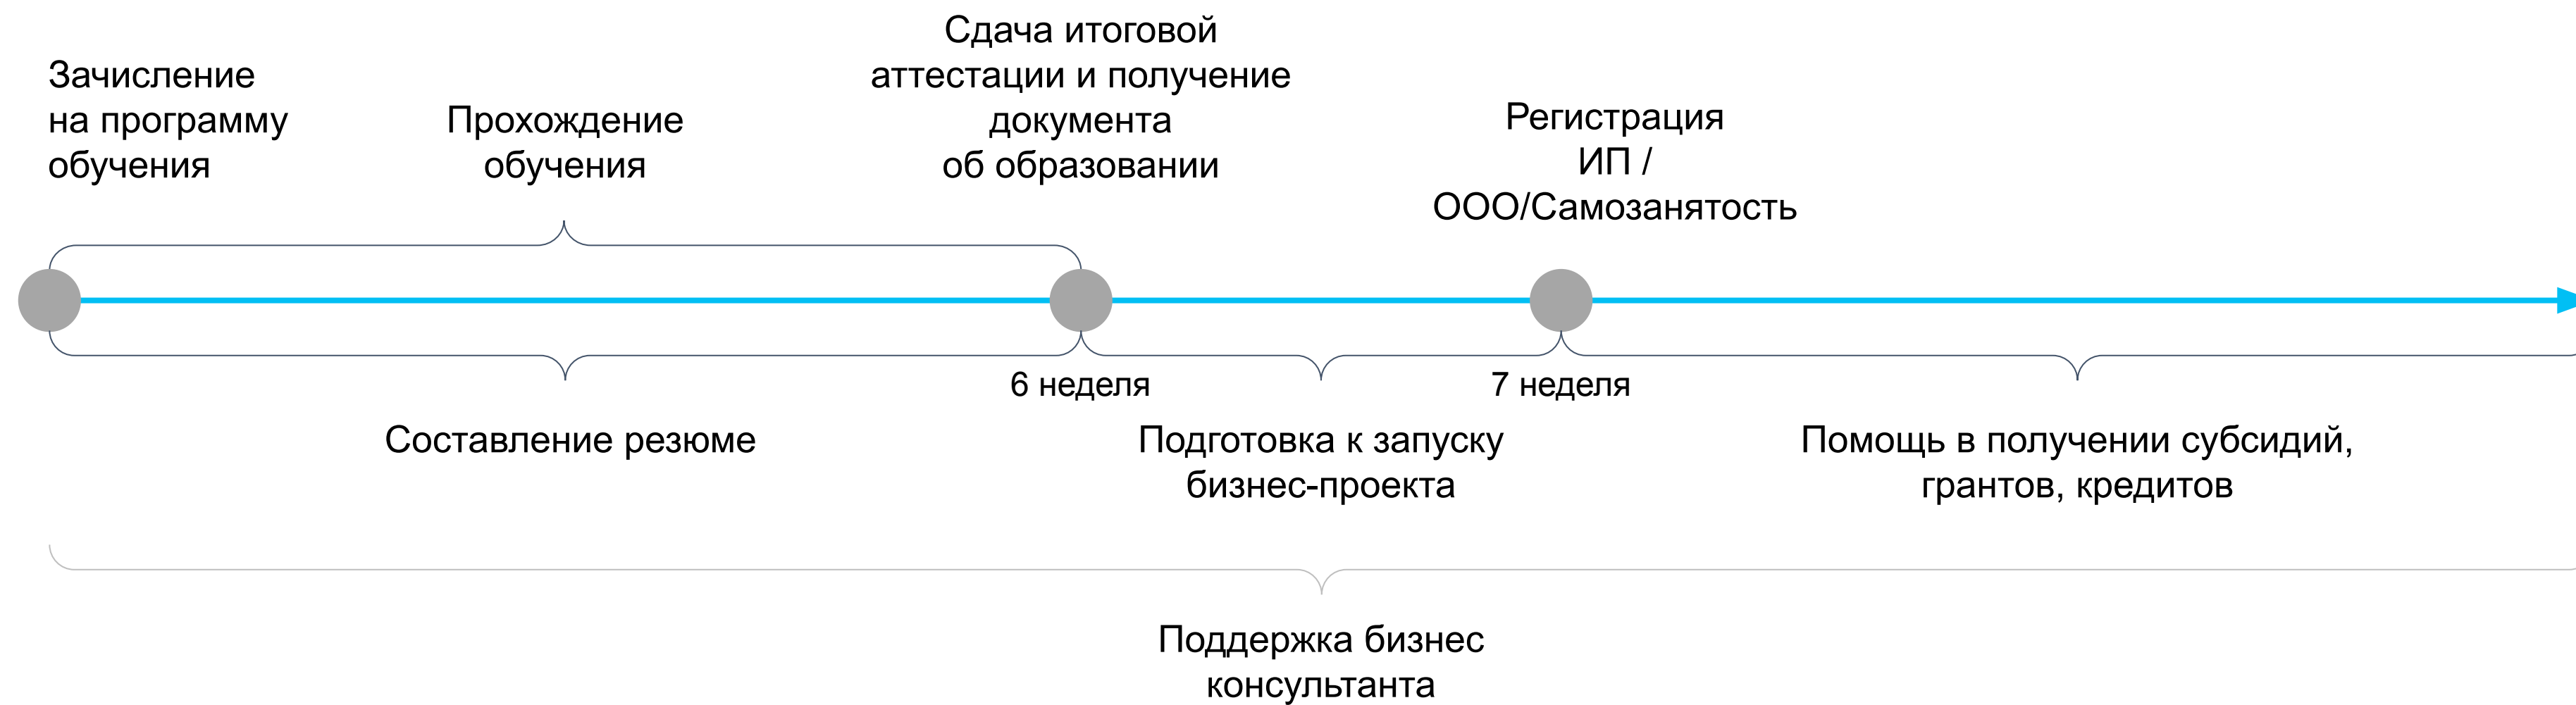 Зачисление
на программу
обучения
Прохождение
обучения
Сдача итоговой
аттестации и получение
документа
об образовании
Регистрация
ИП /
ООО/Самозанятость
6 неделя
7 неделя
Составление резюме
Подготовка к запуску
бизнес-проекта
Помощь в получении субсидий,
грантов, кредитов
Поддержка бизнес
консультанта